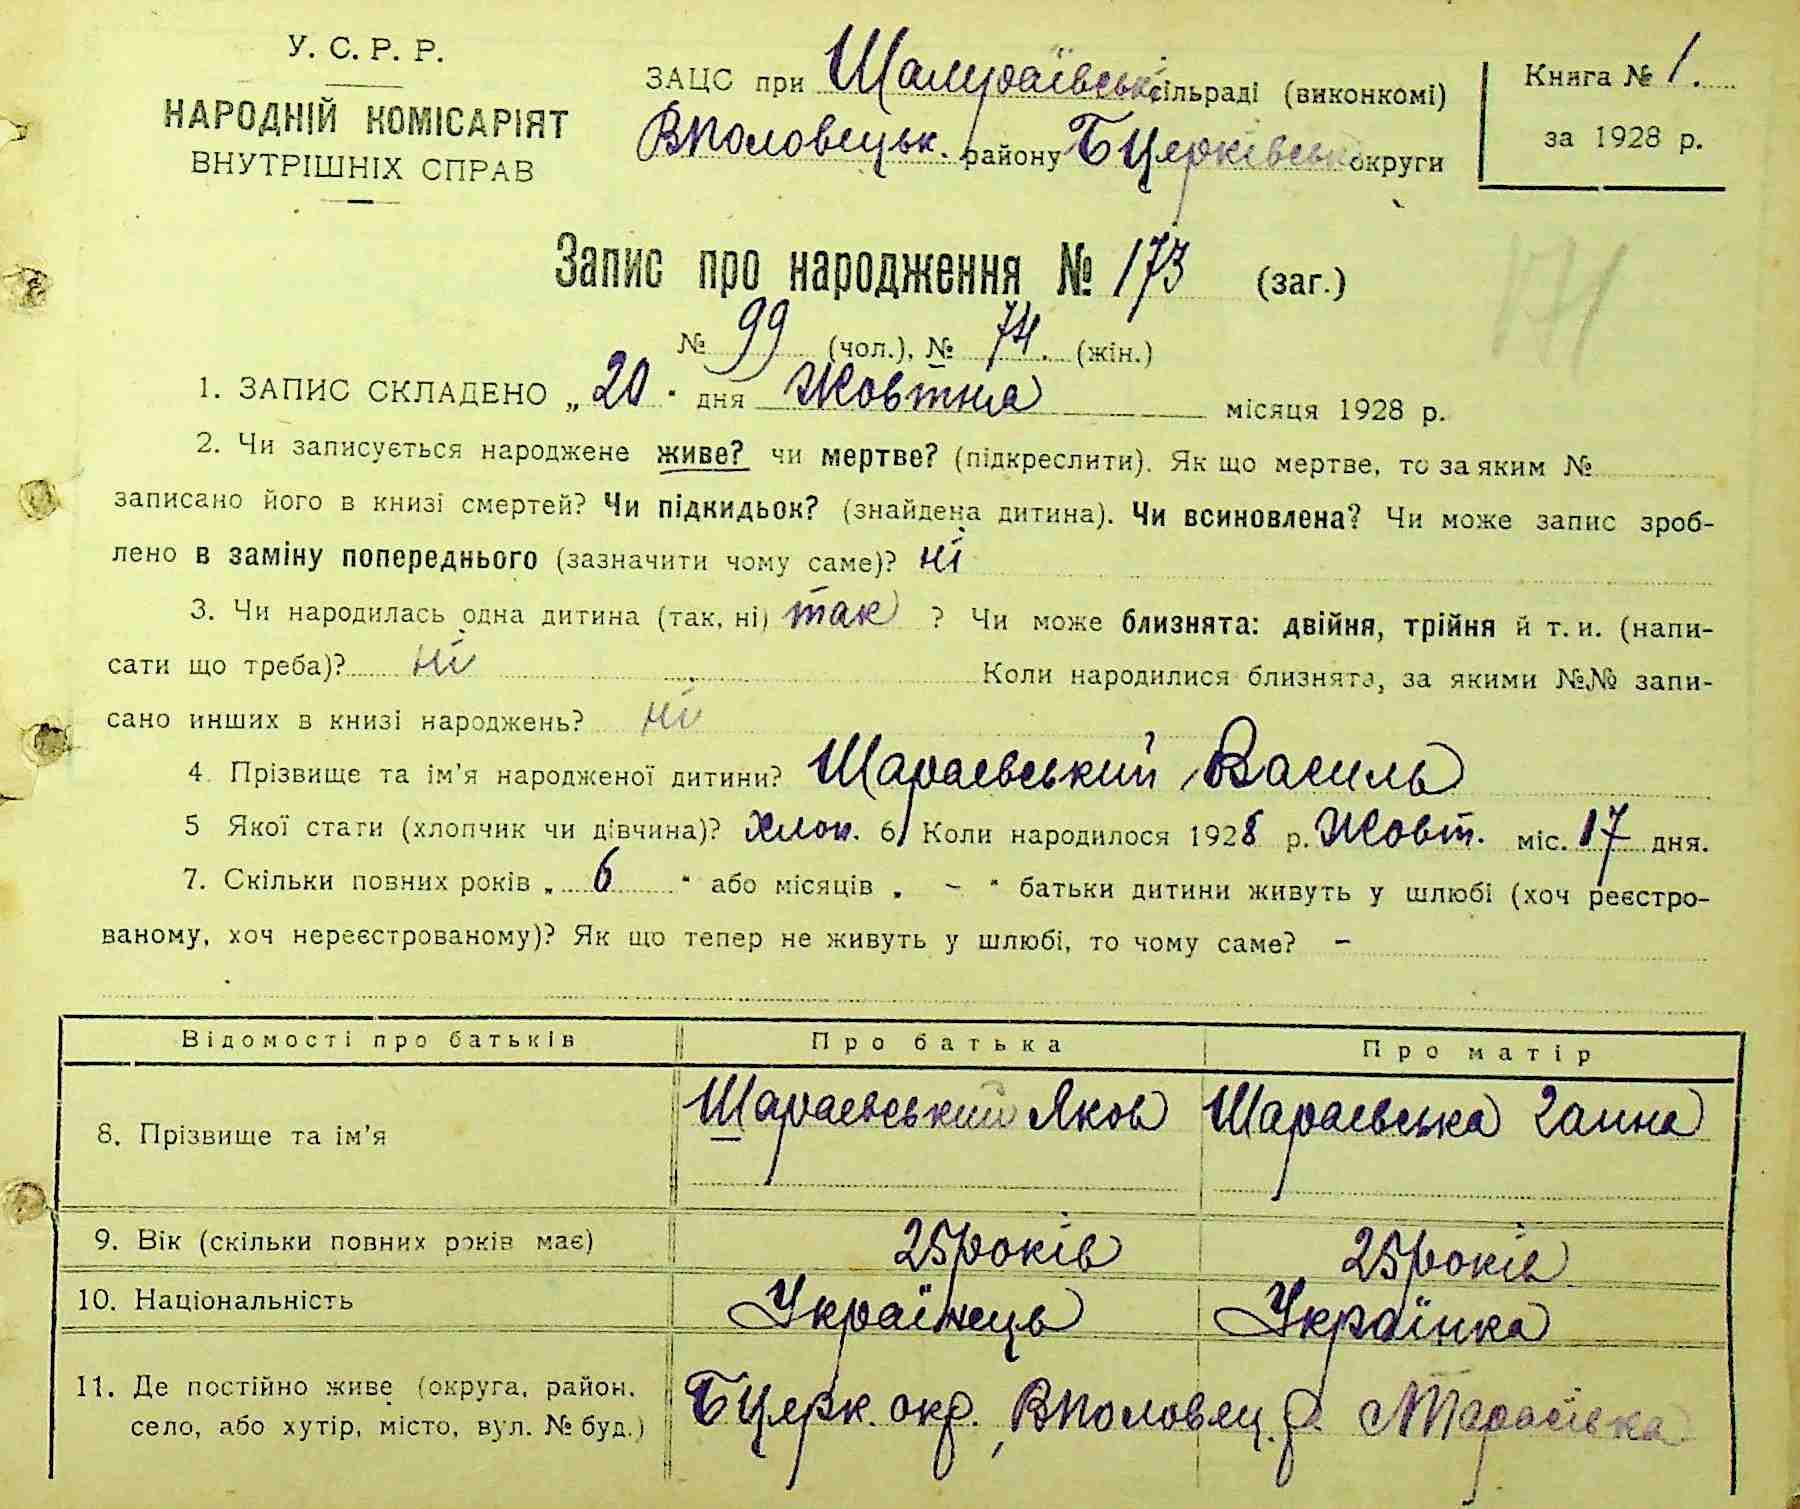 У. С. Р. Р.
НАРОДНІЙ КОМІСАРІЯТ
ВНУТРІШНІХ СПРАВ
ЗАЦС при Шамраївськ. сільраді (виконкомі)
Вполовецьк. району БЦерківськ округи
Книга № 1.
за 1928 р.
Запис про народження № 173 (заг.)
171
№ 99 (чол.), № 74. (жін.)
1. ЗАПИС СКЛАДЕНО „20" дня Жовтня місяця 1928 р.
2. Чи записується народжене живе? чи мертве? (підкреслити). Як що мертве, то за яким №
записано його в книзі смертей? Чи підкидьок? (знайдена дитина). Чи всиновлена? Чи може запис зроб-
лено в заміну попереднього (зазначити чому саме)? ні
3. Чи народилась одна дитина (так, ні) так ? Чи може близнята: двійня, трійня й т. и. (напи-
сати що треба)? ні Коли народилися близнята, за якими №№ запи-
сано инших в книзі народжень? ні
4. Прізвище та ім'я народженої дитини? Шараевський Василь
5 Якої стати (хлопчик чи дівчина)? хлоп. 6. Коли народилося 1928 р. Жовт. міс. 17 дня.
7. Скільки повних років „6" або місяців „ – " батьки дитини живуть у шлюбі (хоч реєстро-
ваному, хоч нереєстрованому)? Як що тепер не живуть у шлюбі, то чому саме? –
Відомості про батьків Про батька Про матір
8. Прізвище та ім'я Шараевський Яков Шараевська Ганна
9. Вік (скільки повних років має) 25 років 25 років
10. Національність Українець Українка
11. Де постійно живе (округа, район,
село, або хутір, місто, вул. № буд.) БЦерк. окр., Вполовец. р.